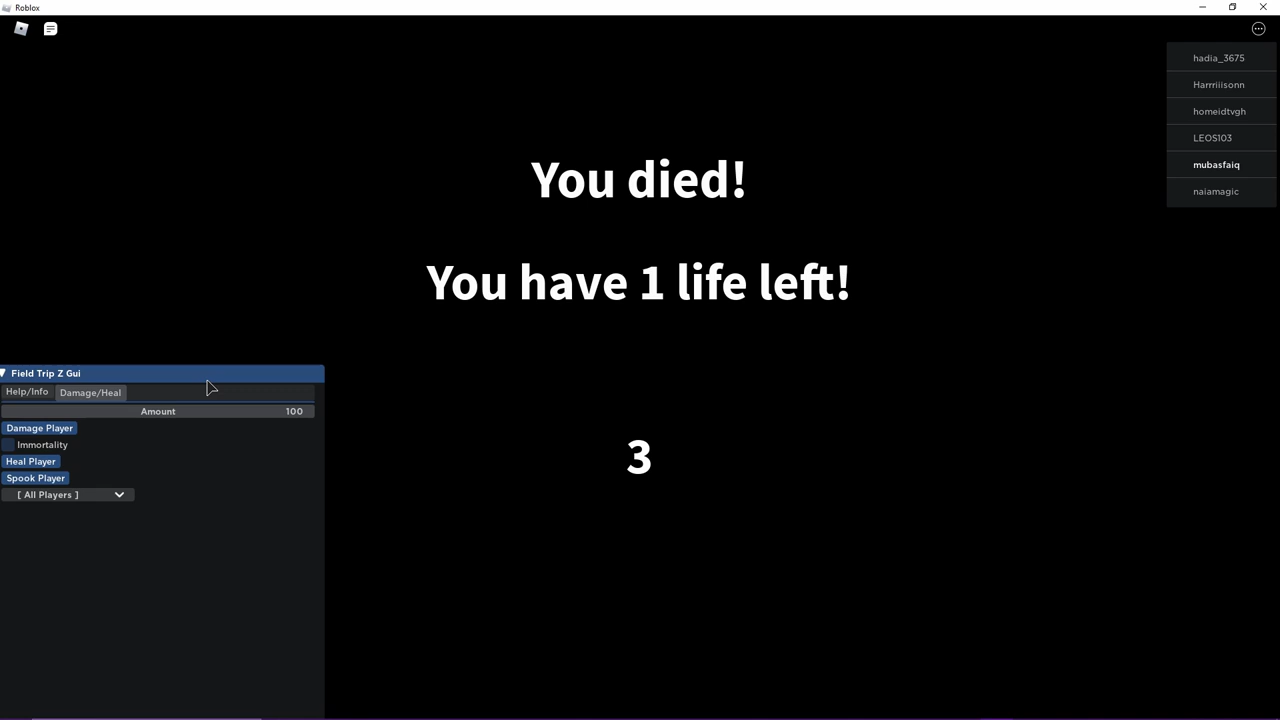 Roblox
hadia_3675
Harrriiisonn
homeidtvgh
LEOS103
mubasfaiq
naiamagic
You died!
You have 1 life left!
3
Field Trip Z Gui
Help/Info Damage/Heal
Amount 100
Damage Player
Immortality
Heal Player
Spook Player
[ All Players ]